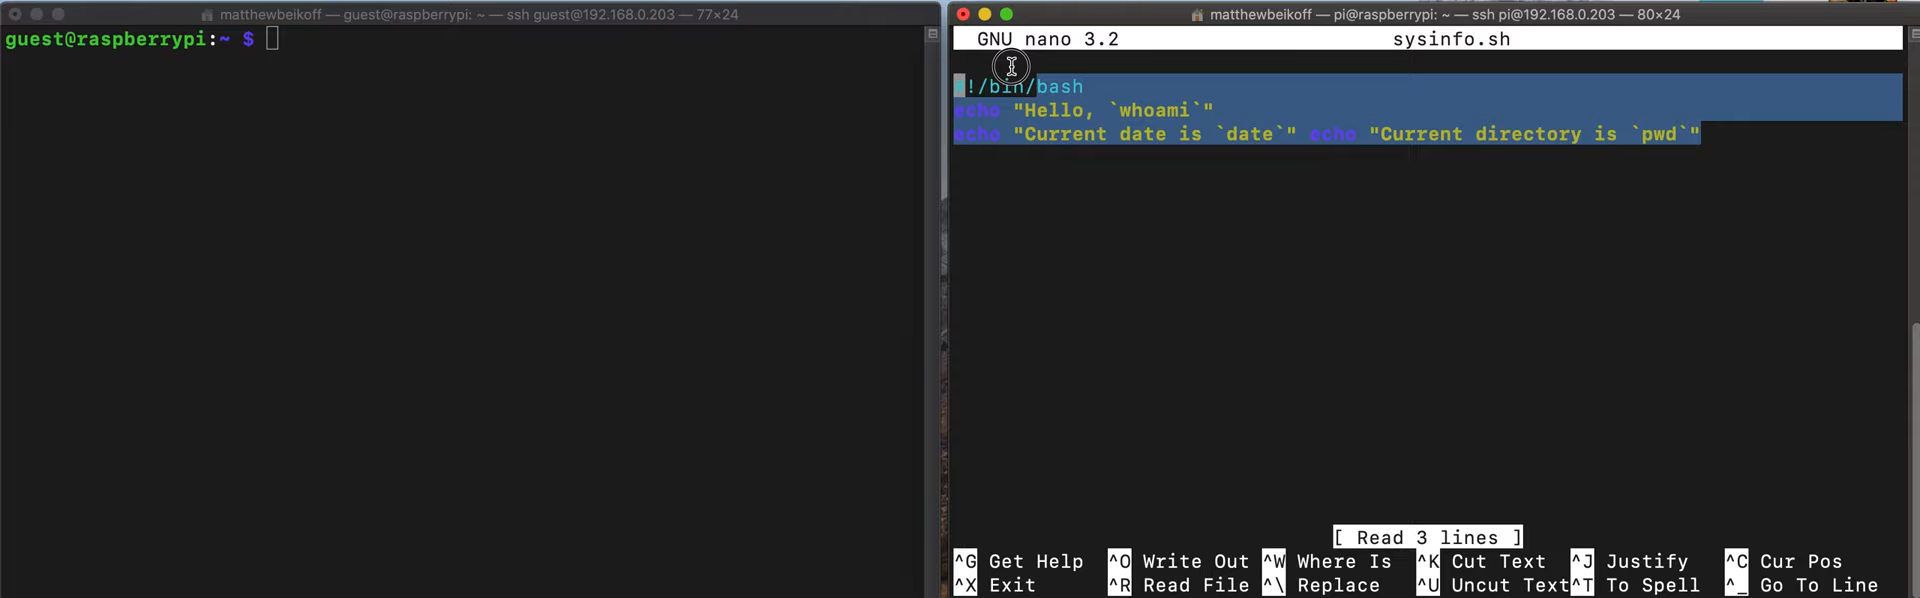 matthewbeikoff — guest@raspberrypi: ~ — ssh guest@192.168.0.203 — 77×24
guest@raspberrypi:~ $
matthewbeikoff — pi@raspberrypi: ~ — ssh pi@192.168.0.203 — 80×24
GNU nano 3.2 sysinfo.sh
#!/bin/bash
echo "Hello, `whoami`"
echo "Current date is `date`" echo "Current directory is `pwd`"
[ Read 3 lines ]
^G Get Help ^O Write Out ^W Where Is ^K Cut Text ^J Justify ^C Cur Pos
^X Exit ^R Read File ^\ Replace ^U Uncut Text ^T To Spell ^_ Go To Line